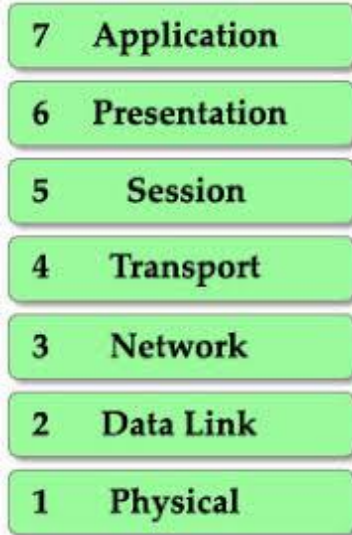 7 Application
6 Presentation
5 Session
4 Transport
3 Network
2 Data Link
1 Physical